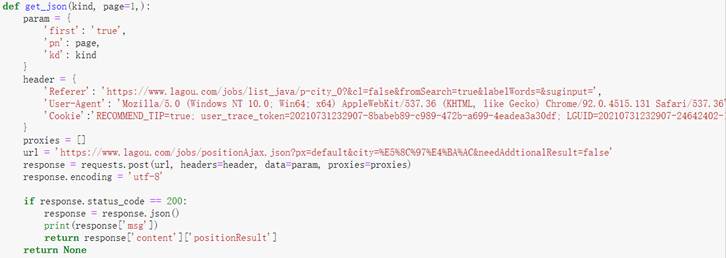 def get_json(kind, page=1,):
    param = {
        'first': 'true',
        'pn': page,
        'kd': kind
    }
    header = {
        'Referer': 'https://www.lagou.com/jobs/list_java/p-city_0?&cl=false&fromSearch=true&labelWords=&suginput=',
        'User-Agent': 'Mozilla/5.0 (Windows NT 10.0; Win64; x64) AppleWebKit/537.36 (KHTML, like Gecko) Chrome/92.0.4515.131 Safari/537.36'
        'Cookie':'RECOMMEND_TIP=true; user_trace_token=20210731232907-8babeb89-c989-472b-a699-4eadea3a30df; LGUID=20210731232907-24642402-
    }
    proxies = []
    url = 'https://www.lagou.com/jobs/positionAjax.json?px=default&city=%E5%8C%97%E4%BA%AC&needAddtionalResult=false'
    response = requests.post(url, headers=header, data=param, proxies=proxies)
    response.encoding = 'utf-8'

    if response.status_code == 200:
        response = response.json()
        print(response['msg'])
        return response['content']['positionResult']
    return None